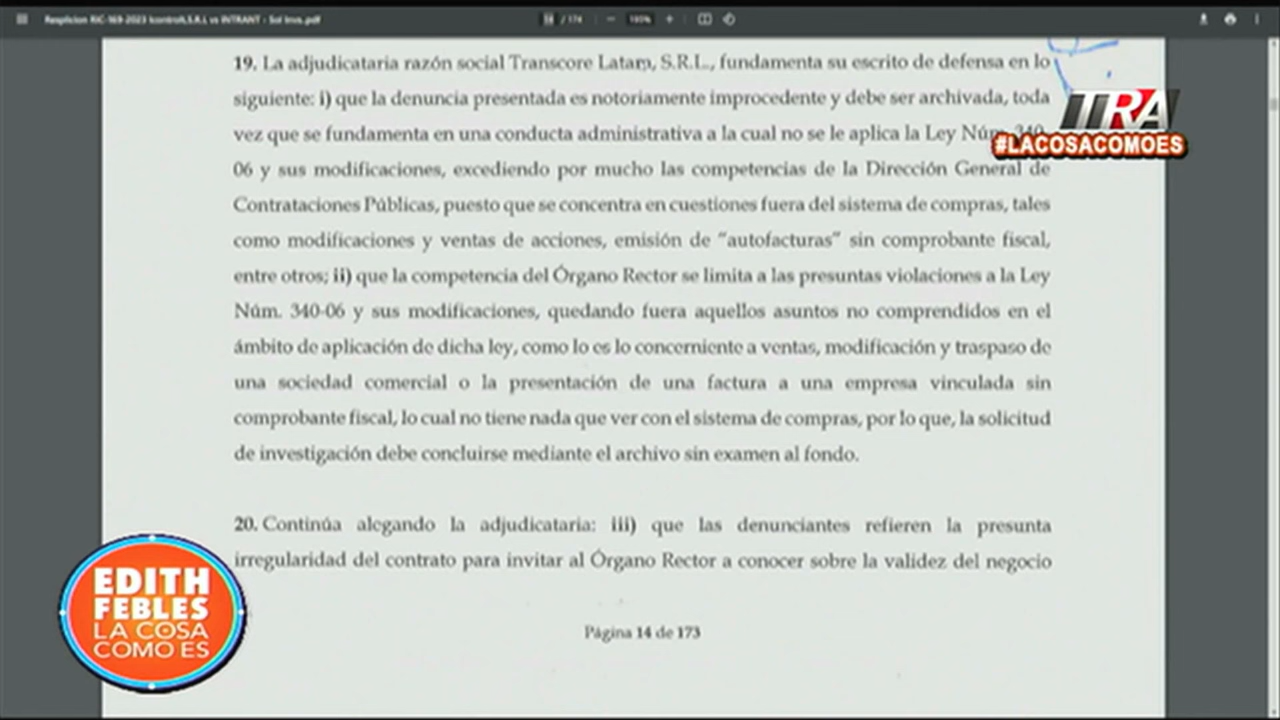 14 / 174
19. La adjudicataria razón social Transcore Latam, S.R.L., fundamenta su escrito de defensa en lo
siguiente: i) que la denuncia presentada es notoriamente improcedente y debe ser archivada, toda
vez que se fundamenta en una conducta administrativa a la cual no se le aplica la Ley Núm. 340-
06 y sus modificaciones, excediendo por mucho las competencias de la Dirección General de
Contrataciones Públicas, puesto que se concentra en cuestiones fuera del sistema de compras, tales
como modificaciones y ventas de acciones, emisión de "autofacturas" sin comprobante fiscal,
entre otros; ii) que la competencia del Órgano Rector se limita a las presuntas violaciones a la Ley
Núm. 340-06 y sus modificaciones, quedando fuera aquellos asuntos no comprendidos en el
ámbito de aplicación de dicha ley, como lo es lo concerniente a ventas, modificación y traspaso de
una sociedad comercial o la presentación de una factura a una empresa vinculada sin
comprobante fiscal, lo cual no tiene nada que ver con el sistema de compras, por lo que, la solicitud
de investigación debe concluirse mediante el archivo sin examen al fondo.
20. Continúa alegando la adjudicataria: iii) que las denunciantes refieren la presunta
irregularidad del contrato para invitar al Órgano Rector a conocer sobre la validez del negocio
Página 14 de 173
TRA
#LACOSACOMOES
EDITH
FEBLES
LA COSA
COMO ES